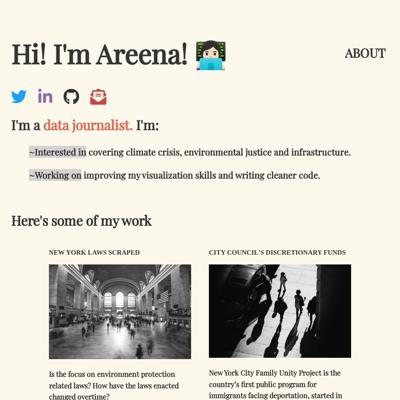 Hi! I'm Areena!
ABOUT
I'm a data journalist. I'm:
~Interested in covering climate crisis, environmental justice and infrastructure.
~Working on improving my visualization skills and writing cleaner code.
Here's some of my work
NEW YORK LAWS SCRAPED
Is the focus on environment protection
related laws? How have the laws enacted
changed overtime?
CITY COUNCIL'S DISCRETIONARY FUNDS
New York City Family Unity Project is the
country's first public program for
immigrants facing deportation, started in